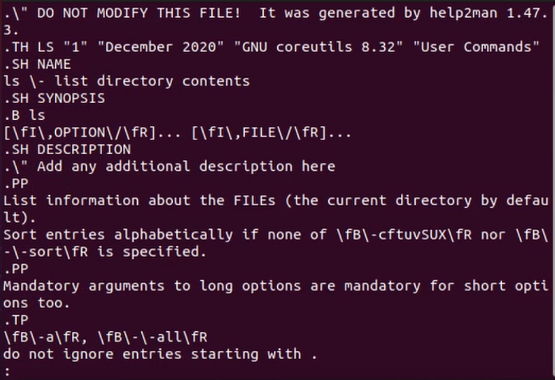 .\" DO NOT MODIFY THIS FILE!  It was generated by help2man 1.47.
3.
.TH LS "1" "December 2020" "GNU coreutils 8.32" "User Commands"
.SH NAME
ls \- list directory contents
.SH SYNOPSIS
.B ls
[\fI\,OPTION\/\fR]... [\fI\,FILE\/\fR]...
.SH DESCRIPTION
.\" Add any additional description here
.PP
List information about the FILEs (the current directory by defau
lt).
Sort entries alphabetically if none of \fB\-cftuvSUX\fR nor \fB\
-\-sort\fR is specified.
.PP
Mandatory arguments to long options are mandatory for short opti
ons too.
.TP
\fB\-a\fR, \fB\-\-all\fR
do not ignore entries starting with .
: